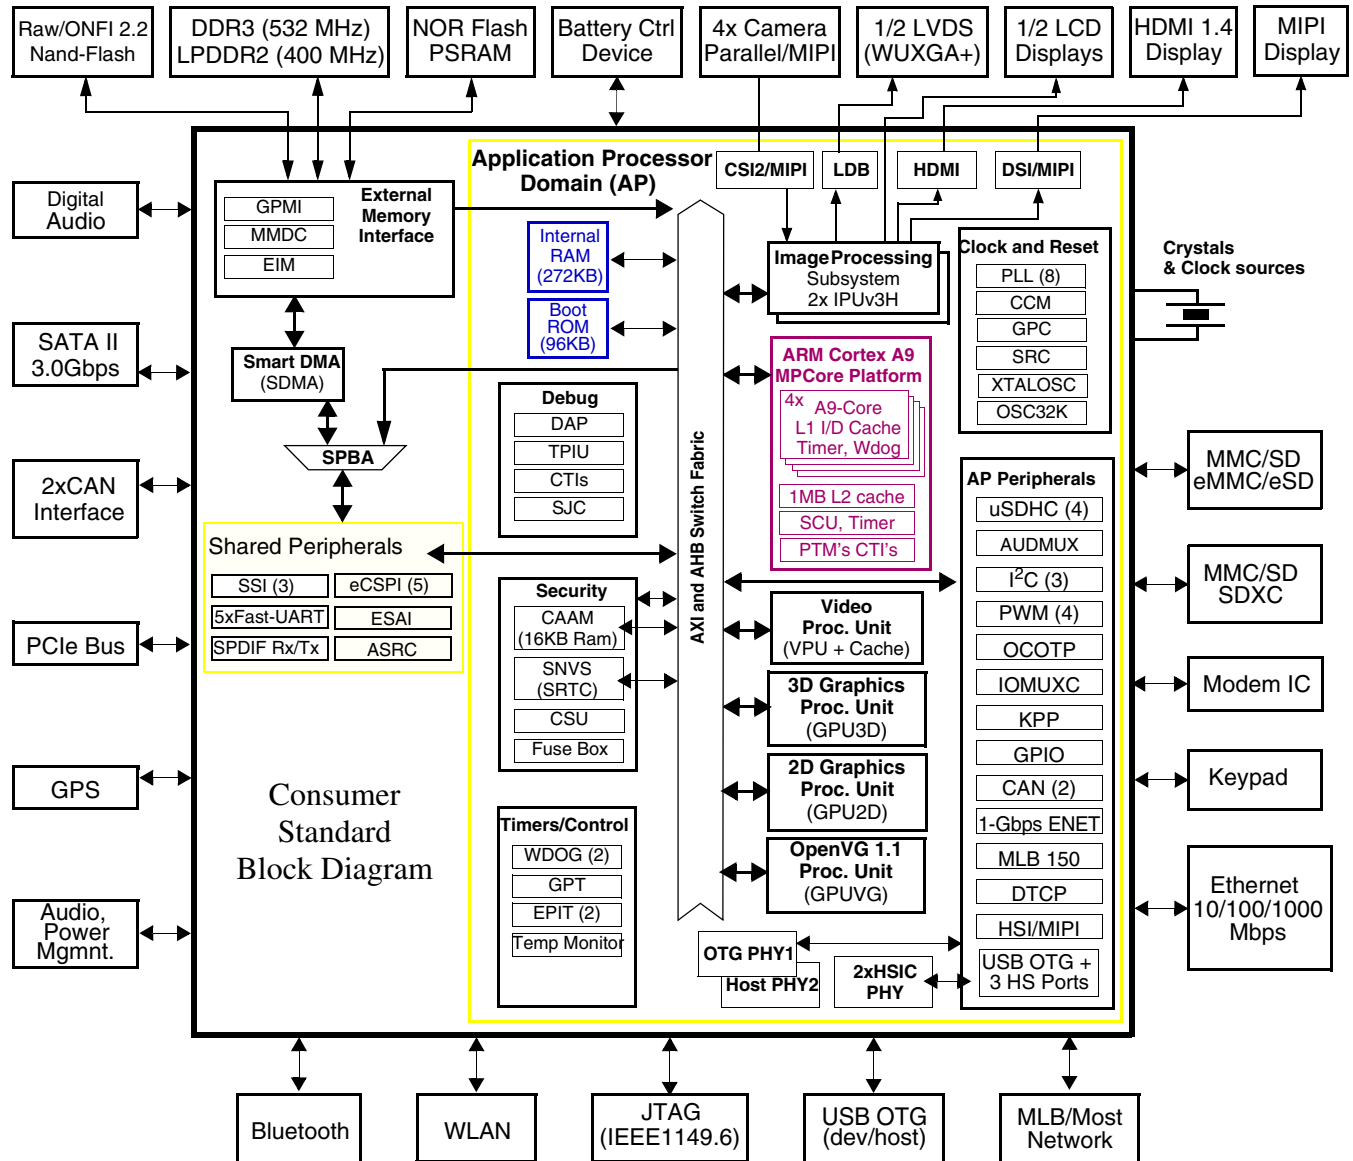 Raw/ONFI 2.2
Nand-Flash
DDR3 (532 MHz)
LPDDR2 (400 MHz)
NOR Flash
PSRAM
Battery Ctrl
Device
4x Camera
Parallel/MIPI
1/2 LVDS
(WUXGA+)
1/2 LCD
Displays
HDMI 1.4
Display
MIPI
Display
Digital
Audio
SATA II
3.0Gbps
2xCAN
Interface
PCIe Bus
GPS
Audio,
Power
Mgmnt.
External
Memory
Interface
GPMI
MMDC
EIM
Smart DMA
(SDMA)
SPBA
Shared Peripherals
SSI (3)
eCSPI (5)
5xFast-UART
ESAI
SPDIF Rx/Tx
ASRC
Consumer
Standard
Block Diagram
Application Processor
Domain (AP)
Internal
RAM
(272KB)
Boot
ROM
(96KB)
Debug
DAP
TPIU
CTIs
SJC
Security
CAAM
(16KB Ram)
SNVS
(SRTC)
CSU
Fuse Box
Timers/Control
WDOG (2)
GPT
EPIT (2)
Temp Monitor
AXI and AHB Switch Fabric
CSI2/MIPI
LDB
HDMI
DSI/MIPI
Image Processing
Subsystem
2x IPUv3H
ARM Cortex A9
MPCore Platform
4x
A9-Core
L1 I/D Cache
Timer, Wdog
1MB L2 cache
SCU, Timer
PTM's CTI's
Video
Proc. Unit
(VPU + Cache)
3D Graphics
Proc. Unit
(GPU3D)
2D Graphics
Proc. Unit
(GPU2D)
OpenVG 1.1
Proc. Unit
(GPUVG)
OTG PHY1
Host PHY2
2xHSIC
PHY
Clock and Reset
PLL (8)
CCM
GPC
SRC
XTALOSC
OSC32K
AP Peripherals
uSDHC (4)
AUDMUX
I²C (3)
PWM (4)
OCOTP
IOMUXC
KPP
GPIO
CAN (2)
1-Gbps ENET
MLB 150
DTCP
HSI/MIPI
USB OTG +
3 HS Ports
Crystals
& Clock sources
MMC/SD
eMMC/eSD
MMC/SD
SDXC
Modem IC
Keypad
Ethernet
10/100/1000
Mbps
Bluetooth
WLAN
JTAG
(IEEE1149.6)
USB OTG
(dev/host)
MLB/Most
Network